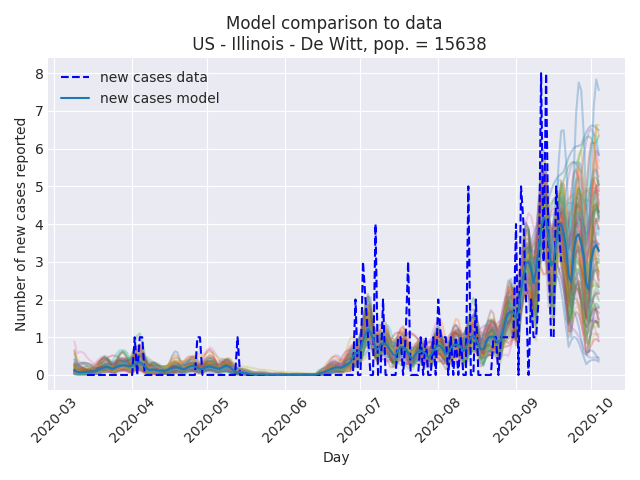 Model comparison to data
US - Illinois - De Witt, pop. = 15638
new cases data
new cases model
Number of new cases reported
8
7
6
5
4
3
2
1
0
2020-03
2020-04
2020-05
2020-06
2020-07
2020-08
2020-09
2020-10
Day